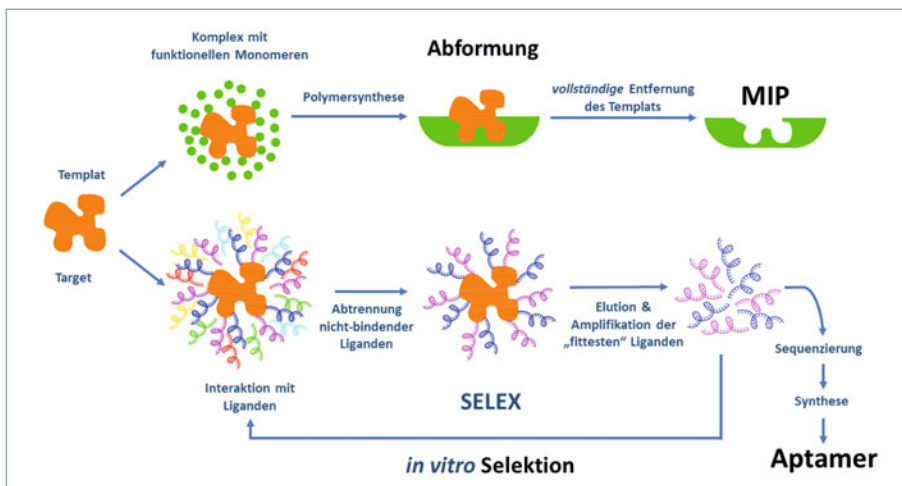 Komplex mit
funktionellen Monomeren
Abformung
Polymersynthese
vollständige Entfernung
des Templats
MIP
Templat
Target
Abtrennung
nicht-bindender
Liganden
Elution &
Amplifikation der
„fittesten“ Liganden
Sequenzierung
Interaktion mit
Liganden
SELEX
Synthese
in vitro Selektion
Aptamer